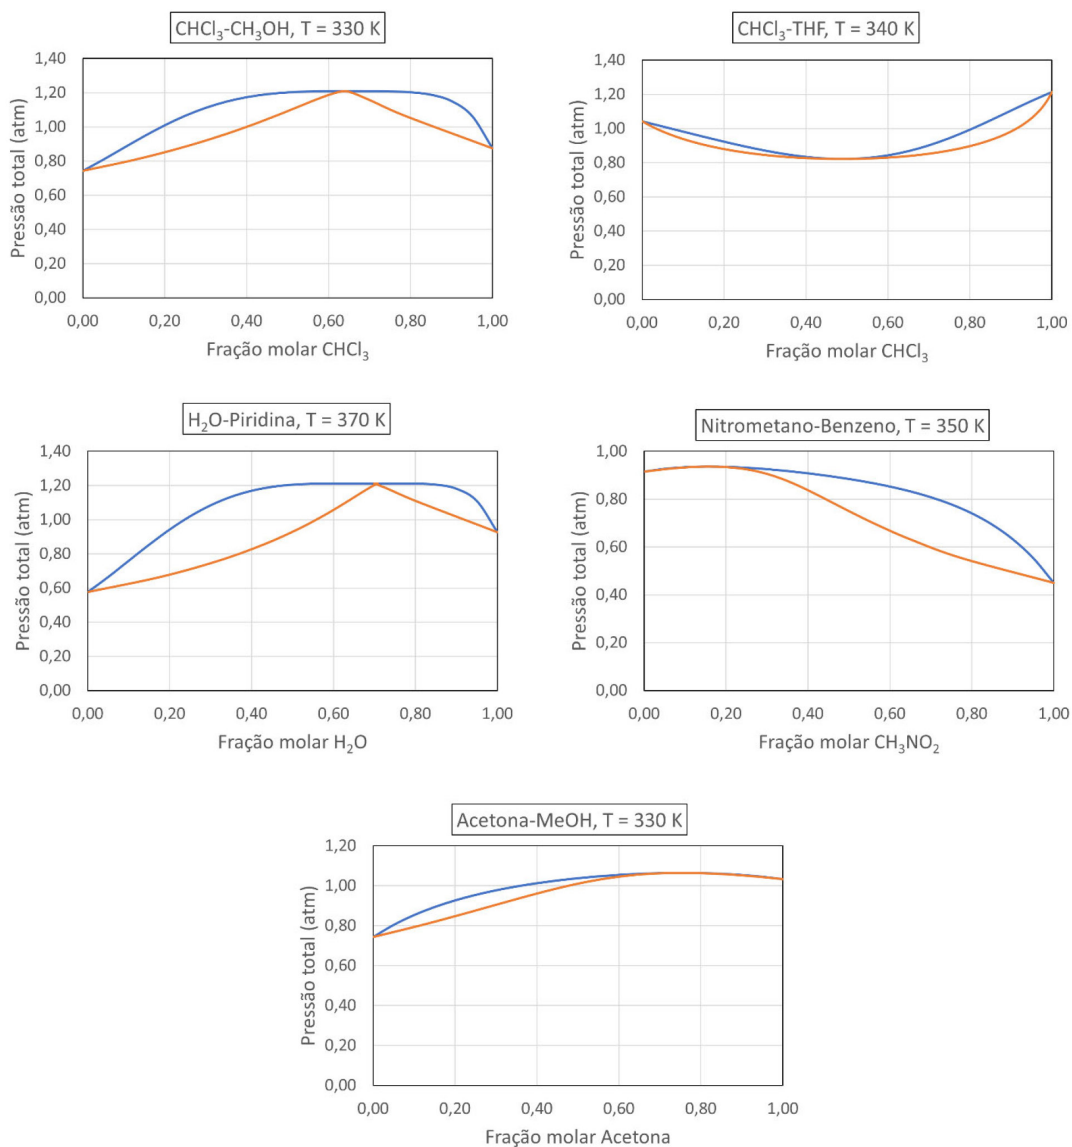 CHCl₃-CH₃OH, T = 330 K
Pressão total (atm)
1,40
1,20
1,00
0,80
0,60
0,40
0,20
0,00
0,00 0,20 0,40 0,60 0,80 1,00
Fração molar CHCl₃
CHCl₃-THF, T = 340 K
Pressão total (atm)
1,40
1,20
1,00
0,80
0,60
0,40
0,20
0,00
0,00 0,20 0,40 0,60 0,80 1,00
Fração molar CHCl₃
H₂O-Piridina, T = 370 K
Pressão total (atm)
1,40
1,20
1,00
0,80
0,60
0,40
0,20
0,00
0,00 0,20 0,40 0,60 0,80 1,00
Fração molar H₂O
Nitrometano-Benzeno, T = 350 K
Pressão total (atm)
1,00
0,80
0,60
0,40
0,20
0,00
0,00 0,20 0,40 0,60 0,80 1,00
Fração molar CH₃NO₂
Acetona-MeOH, T = 330 K
Pressão total (atm)
1,20
1,00
0,80
0,60
0,40
0,20
0,00
0,00 0,20 0,40 0,60 0,80 1,00
Fração molar Acetona